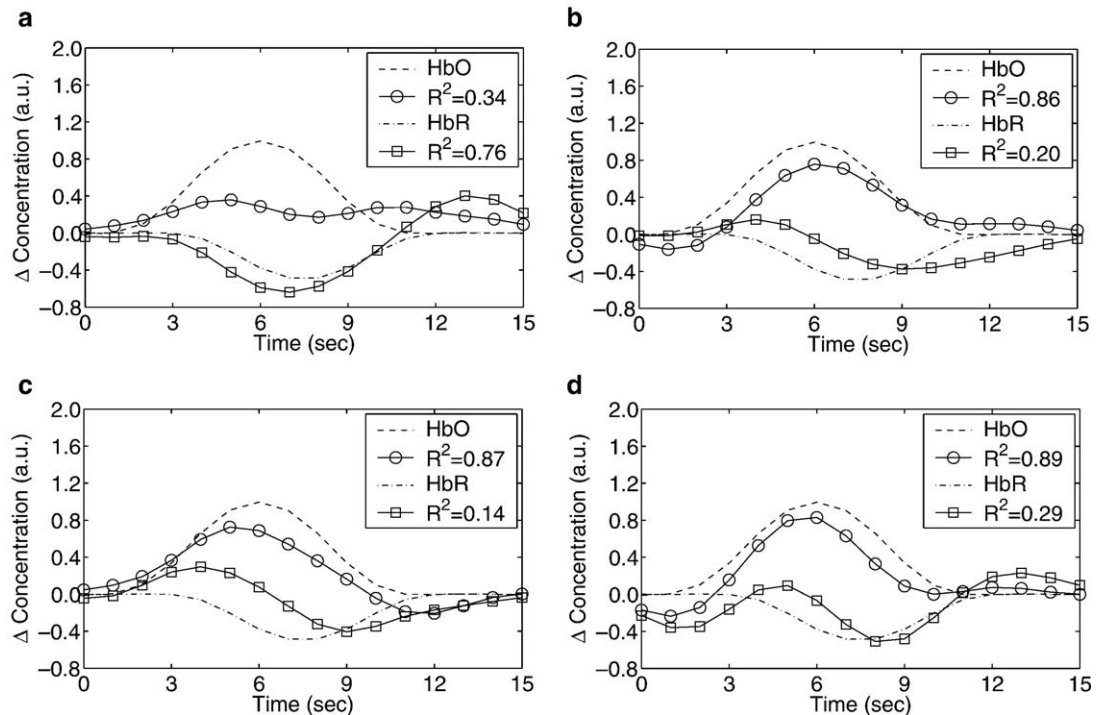 a
2.0
1.6
1.2
0.8
0.4
0.0
−0.4
−0.8
0 3 6 9 12 15
Δ Concentration (a.u.)
Time (sec)
HbO
R²=0.34
HbR
R²=0.76
b
2.0
1.6
1.2
0.8
0.4
0.0
−0.4
−0.8
0 3 6 9 12 15
Δ Concentration (a.u.)
Time (sec)
HbO
R²=0.86
HbR
R²=0.20
c
2.0
1.6
1.2
0.8
0.4
0.0
−0.4
−0.8
0 3 6 9 12 15
Δ Concentration (a.u.)
Time (sec)
HbO
R²=0.87
HbR
R²=0.14
d
2.0
1.6
1.2
0.8
0.4
0.0
−0.4
−0.8
0 3 6 9 12 15
Δ Concentration (a.u.)
Time (sec)
HbO
R²=0.89
HbR
R²=0.29